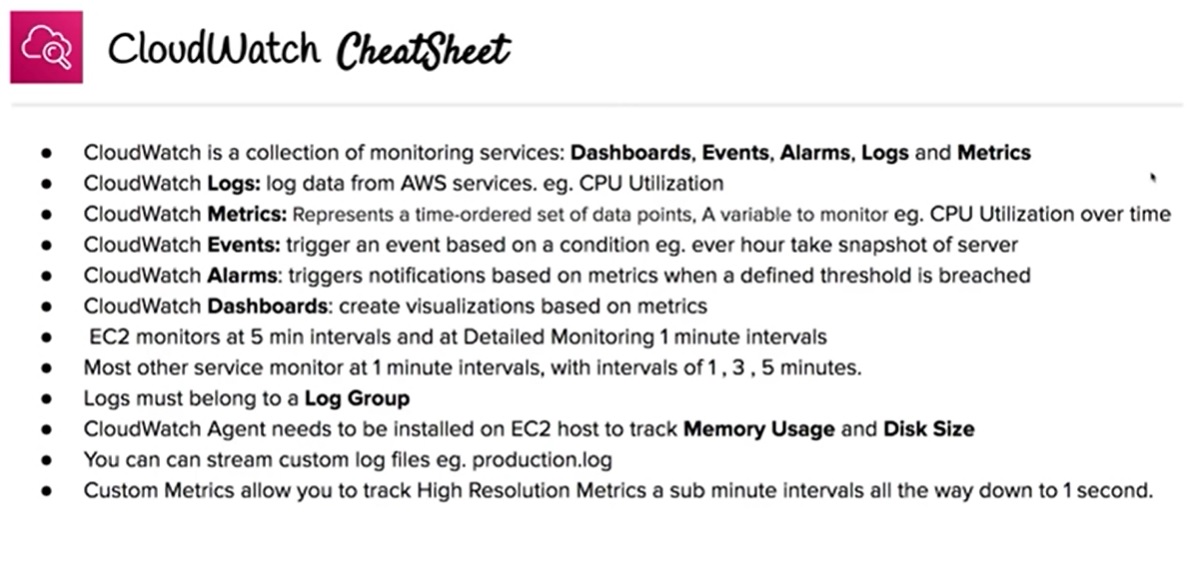 CloudWatch CheatSheet
● CloudWatch is a collection of monitoring services: Dashboards, Events, Alarms, Logs and Metrics
● CloudWatch Logs: log data from AWS services. eg. CPU Utilization
● CloudWatch Metrics: Represents a time-ordered set of data points, A variable to monitor eg. CPU Utilization over time
● CloudWatch Events: trigger an event based on a condition eg. ever hour take snapshot of server
● CloudWatch Alarms: triggers notifications based on metrics when a defined threshold is breached
● CloudWatch Dashboards: create visualizations based on metrics
● EC2 monitors at 5 min intervals and at Detailed Monitoring 1 minute intervals
● Most other service monitor at 1 minute intervals, with intervals of 1 , 3 , 5 minutes.
● Logs must belong to a Log Group
● CloudWatch Agent needs to be installed on EC2 host to track Memory Usage and Disk Size
● You can can stream custom log files eg. production.log
● Custom Metrics allow you to track High Resolution Metrics a sub minute intervals all the way down to 1 second.